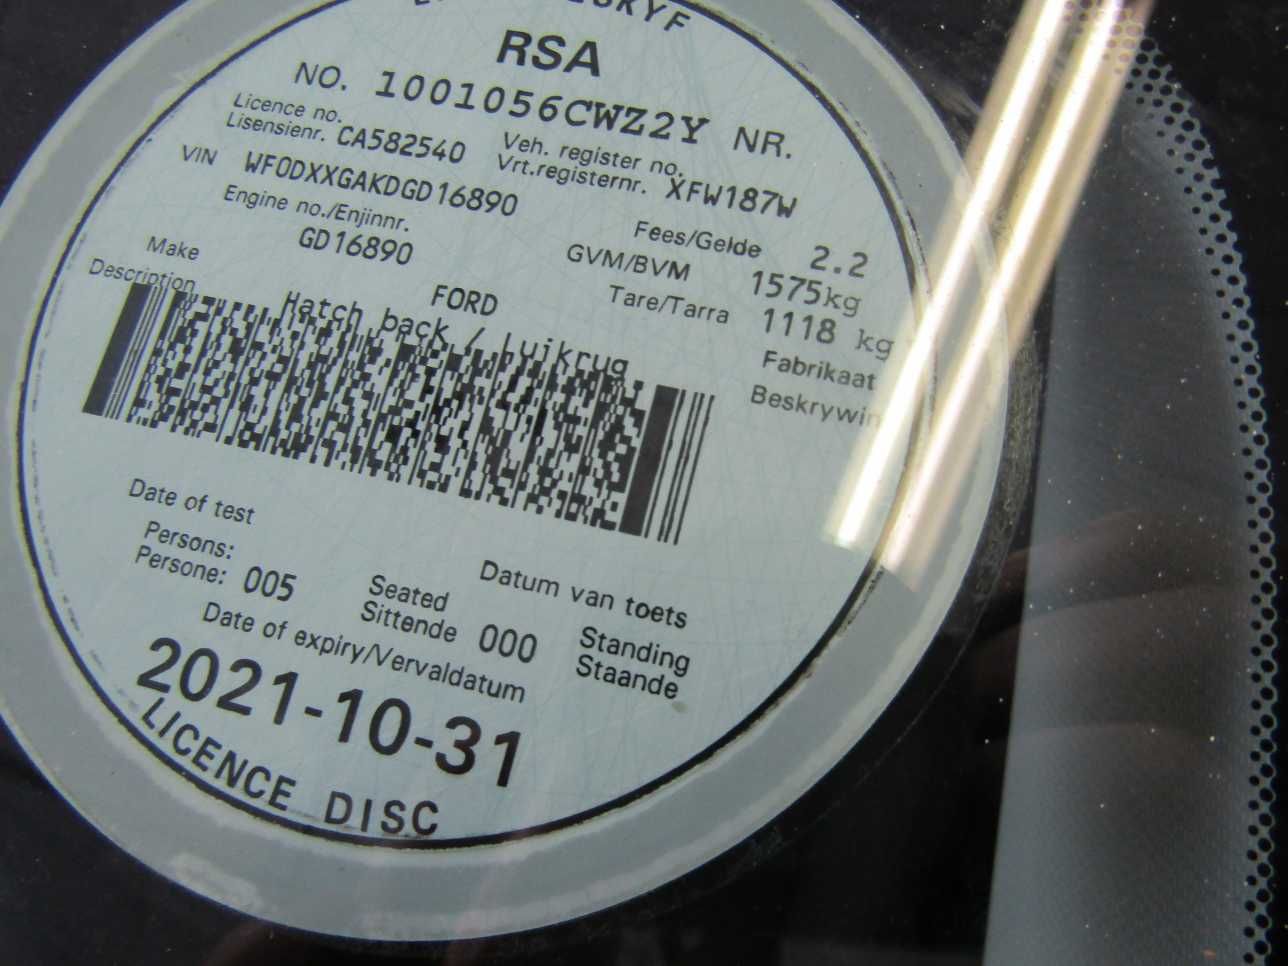 RSA
NO. 1001056CWZ2Y NR.
Licence no. Lisensienr. CA582540 Veh. register no. Vrt.registernr. XFW187W
VIN WF0DXXGAKDGD16890
Engine no./Enjinnr. GD16890
Fees/Gelde 2.2
GVM/BVM 1575kg
Tare/Tarra 1118 kg
Make FORD Fabrikaat
Description Hatch back / Luikrug
Date of test Datum van toets
Persons: Persone: 005 Seated Sittende 000 Standing Staande
Date of expiry/Vervaldatum
2021-10-31
LICENCE DISC